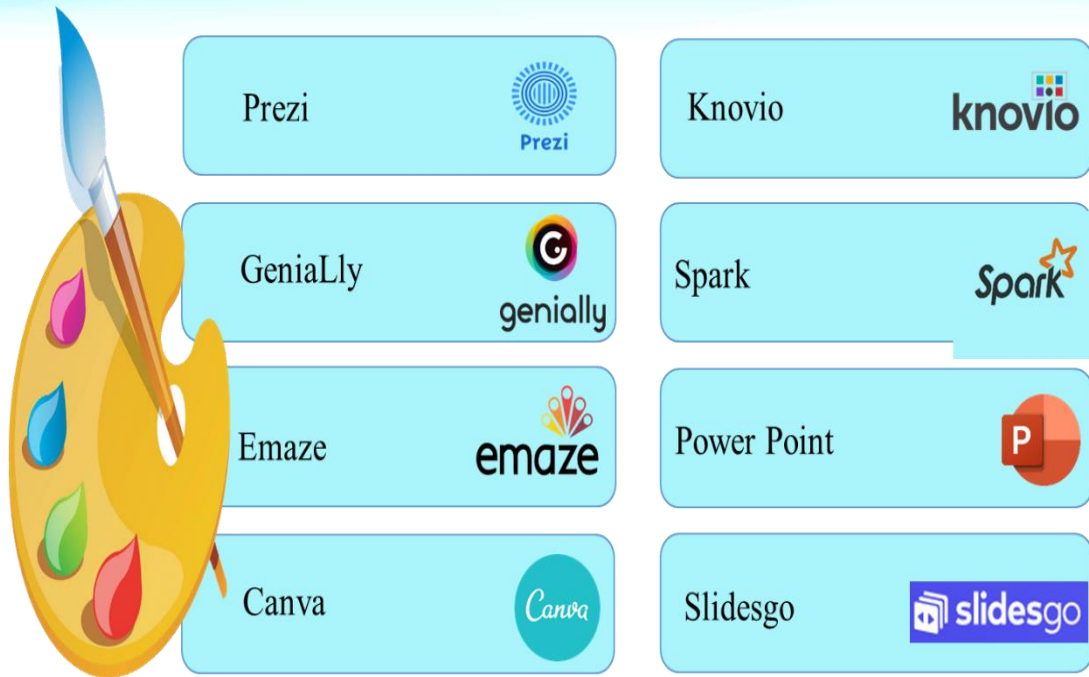 Prezi
Prezi
Knovio
knovio
GeniaLly
genially
Spark
Spark
Emaze
emaze
Power Point
P
Canva
Canva
Slidesgo
slidesgo